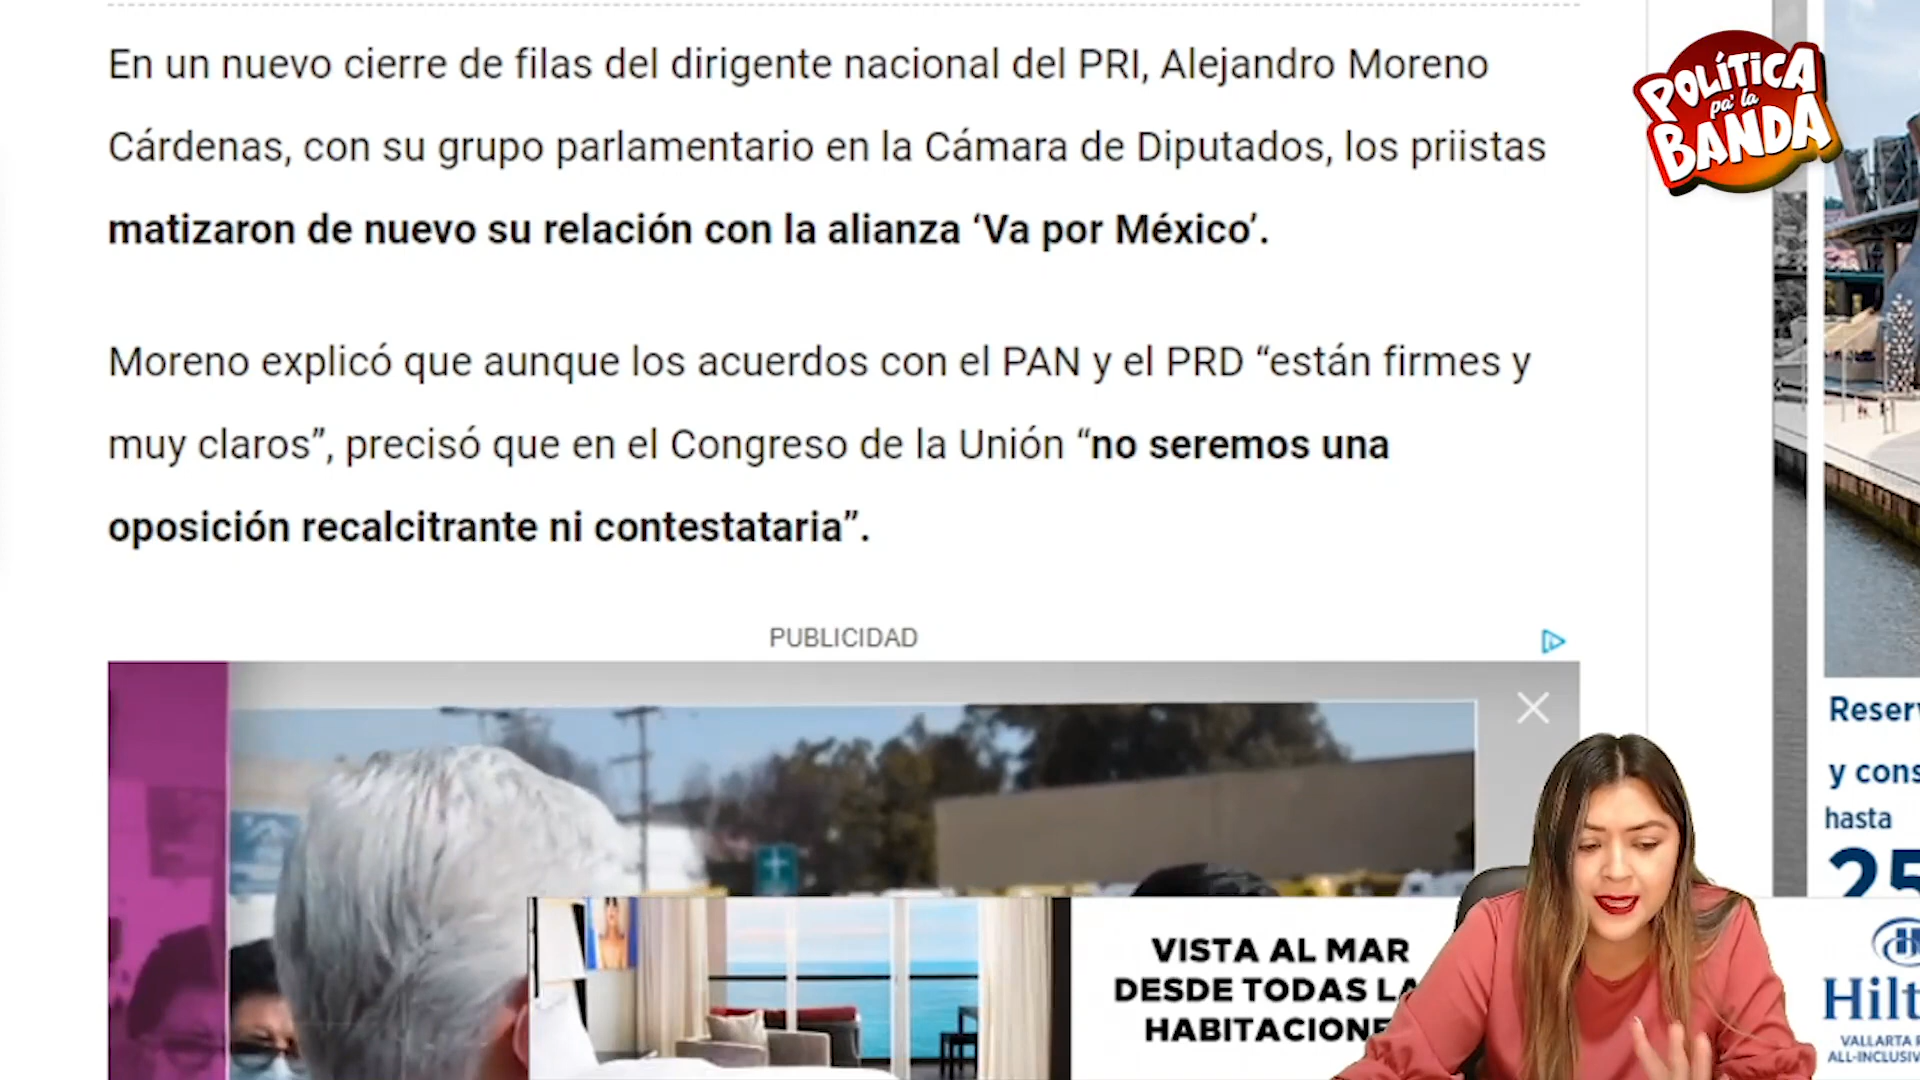 En un nuevo cierre de filas del dirigente nacional del PRI, Alejandro Moreno
Cárdenas, con su grupo parlamentario en la Cámara de Diputados, los priistas
matizaron de nuevo su relación con la alianza ‘Va por México’.
Moreno explicó que aunque los acuerdos con el PAN y el PRD “están firmes y
muy claros”, precisó que en el Congreso de la Unión “no seremos una
oposición recalcitrante ni contestataria”.
PUBLICIDAD
POLÍTICA
pa' la
BANDA
VISTA AL MAR
DESDE TODAS LA
HABITACIONE
Reser
y cons
hasta
25
Hilt
VALLARTA R
ALL-INCLUSIV